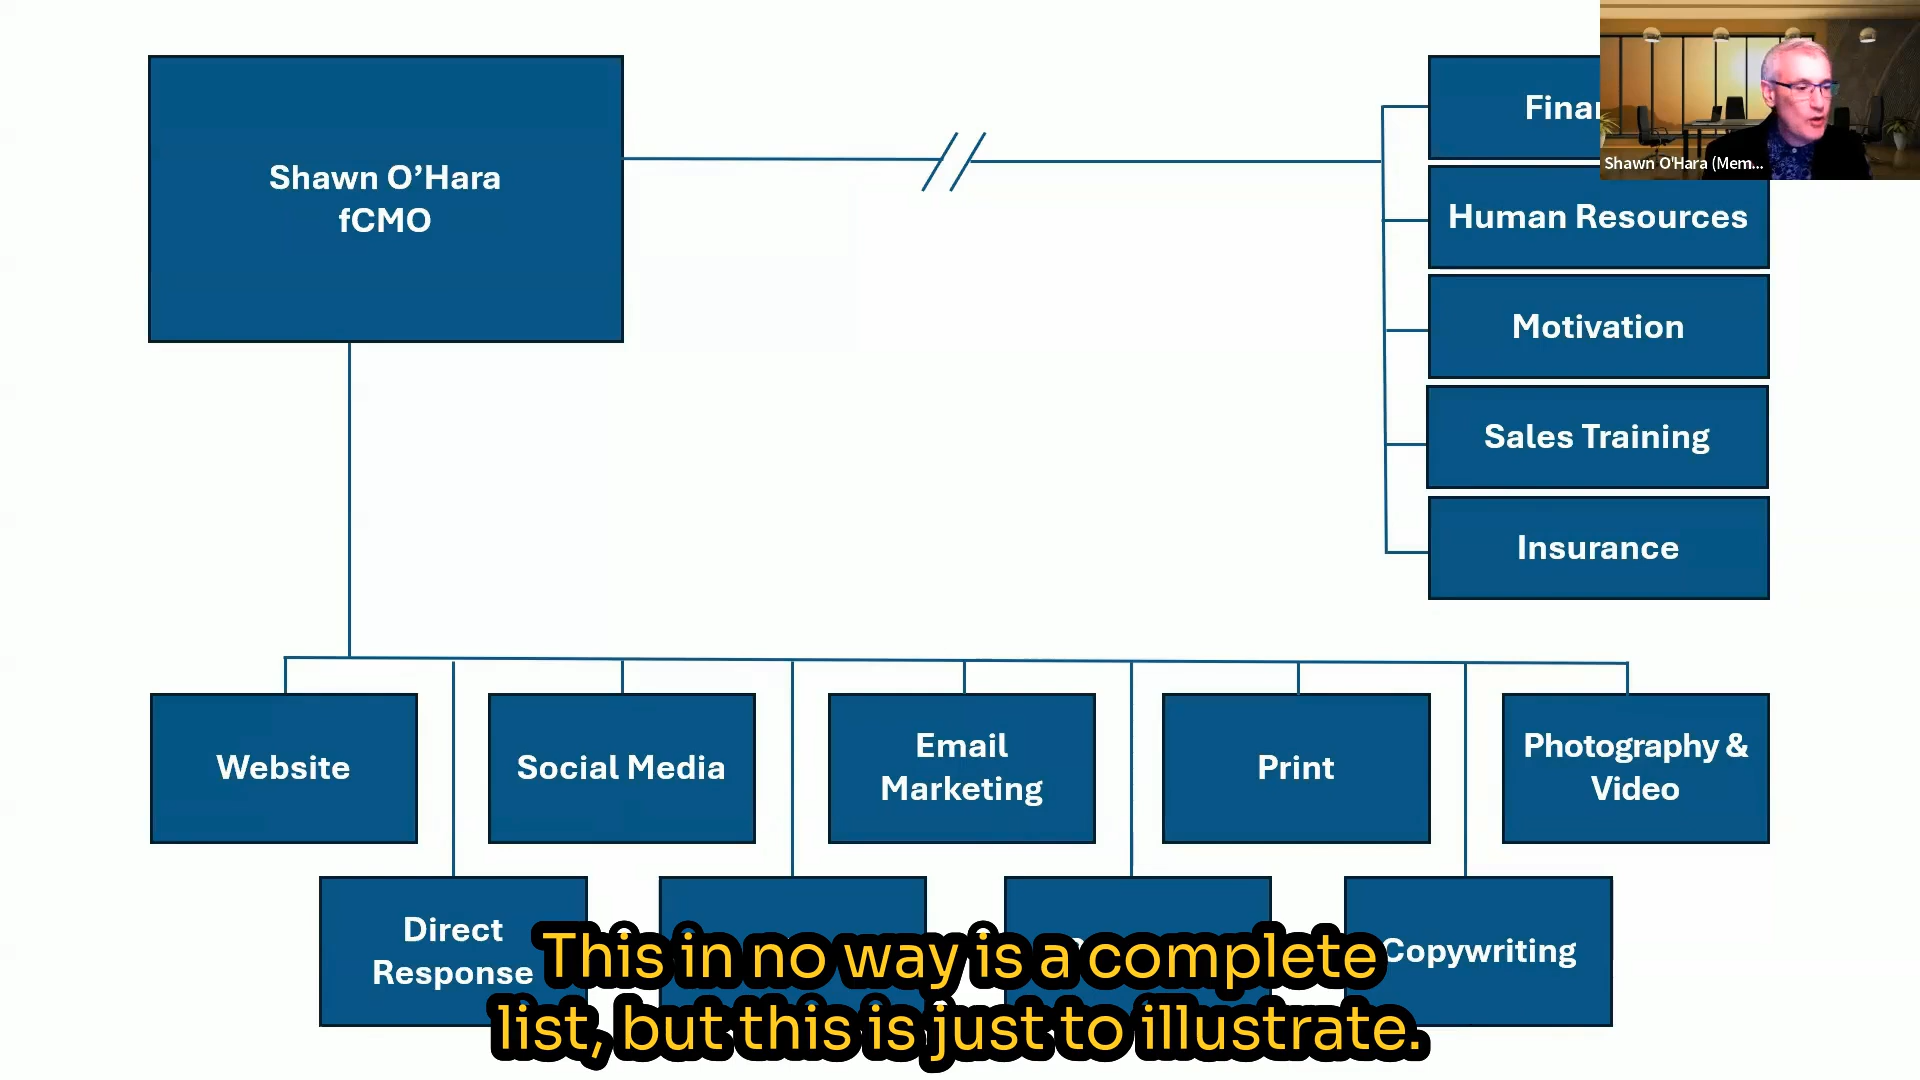 Shawn O’Hara
fCMO
Shawn O'Hara (Mem...
Human Resources
Motivation
Sales Training
Insurance
Website
Social Media
Email
Marketing
Print
Photography &
Video
Direct
Response
Copywriting
This in no way is a complete
list, but this is just to illustrate.